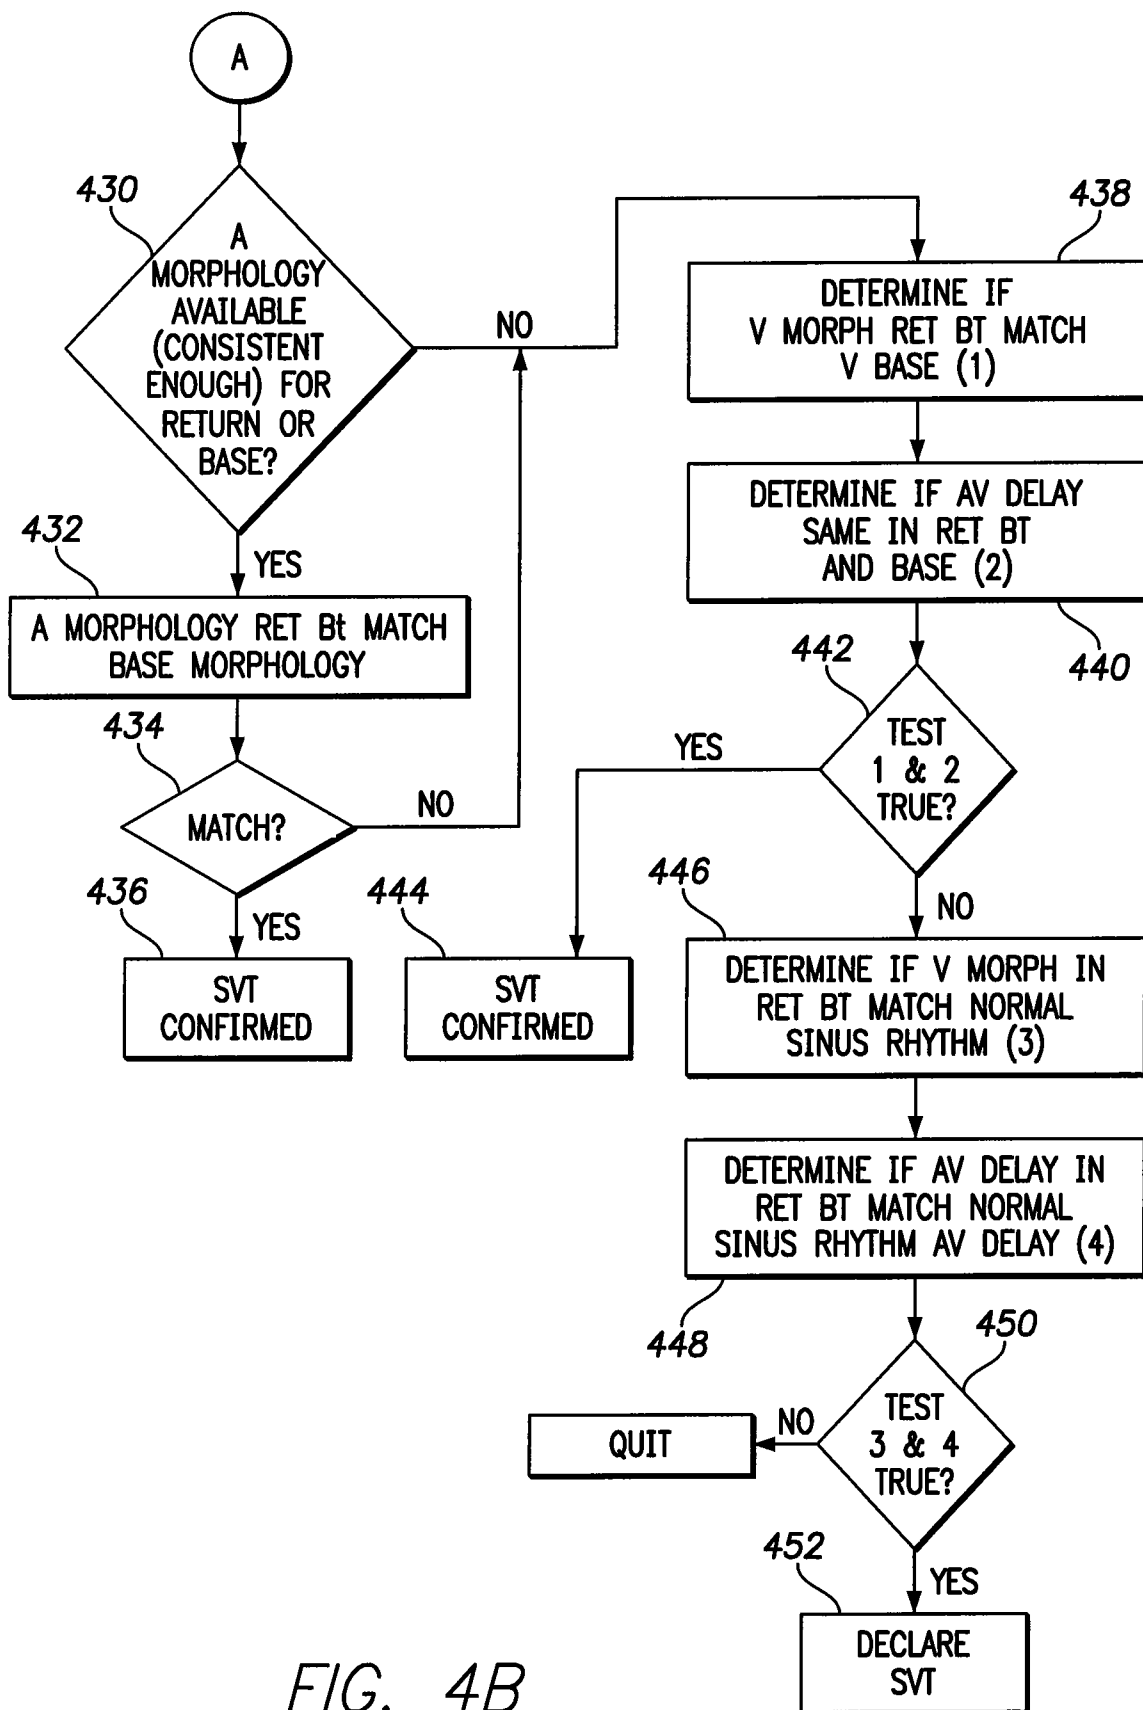 A
430
A
MORPHOLOGY
AVAILABLE
(CONSISTENT
ENOUGH) FOR
RETURN OR
BASE?
NO
YES
432
A MORPHOLOGY RET Bt MATCH
BASE MORPHOLOGY
434
MATCH?
NO
YES
436
SVT
CONFIRMED
438
DETERMINE IF
V MORPH RET BT MATCH
V BASE (1)
DETERMINE IF AV DELAY
SAME IN RET BT
AND BASE (2)
440
442
TEST
1 & 2
TRUE?
YES
NO
444
SVT
CONFIRMED
446
DETERMINE IF V MORPH IN
RET BT MATCH NORMAL
SINUS RHYTHM (3)
DETERMINE IF AV DELAY IN
RET BT MATCH NORMAL
SINUS RHYTHM AV DELAY (4)
448
450
TEST
3 & 4
TRUE?
NO
QUIT
YES
452
DECLARE
SVT
FIG. 4B